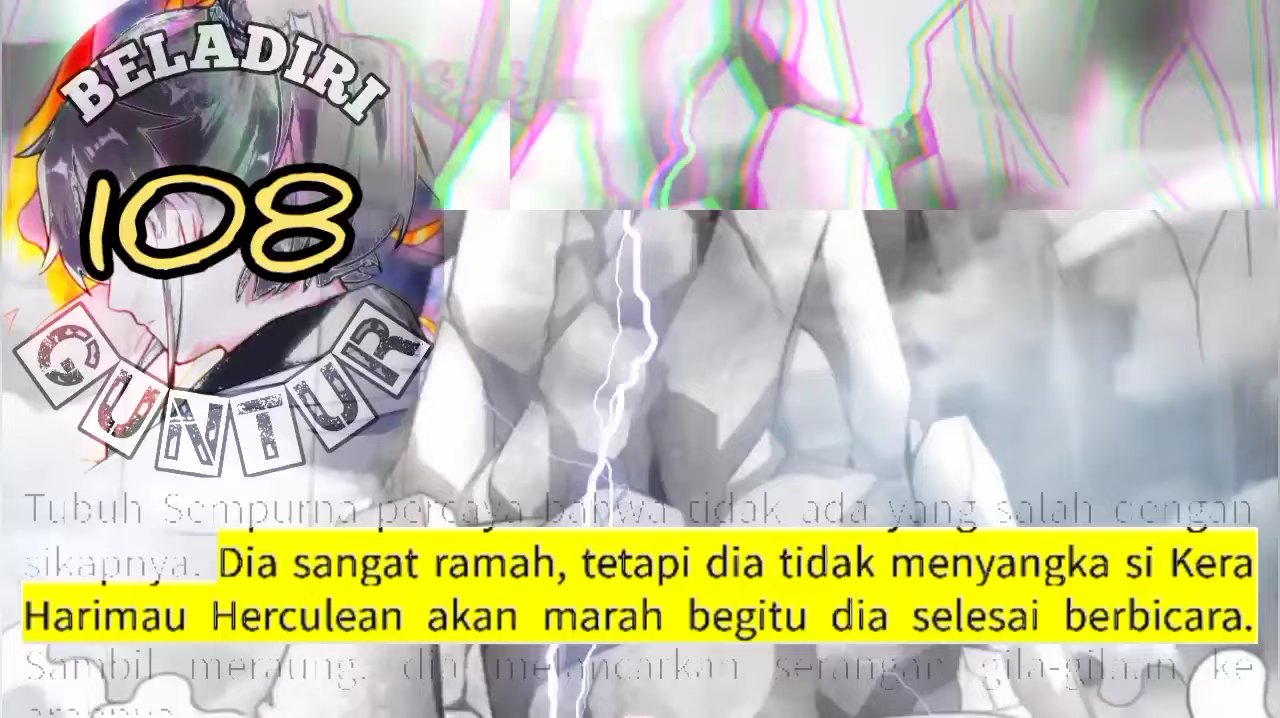 BELADIRI
108
GUNTUR
Tubuh Sempurna percaya bahwa tidak ada yang salah dengan
sikapnya. Dia sangat ramah, tetapi dia tidak menyangka si Kera
Harimau Herculean akan marah begitu dia selesai berbicara.
Sambil meraung, dia melancarkan serangan gila-gilaan ke